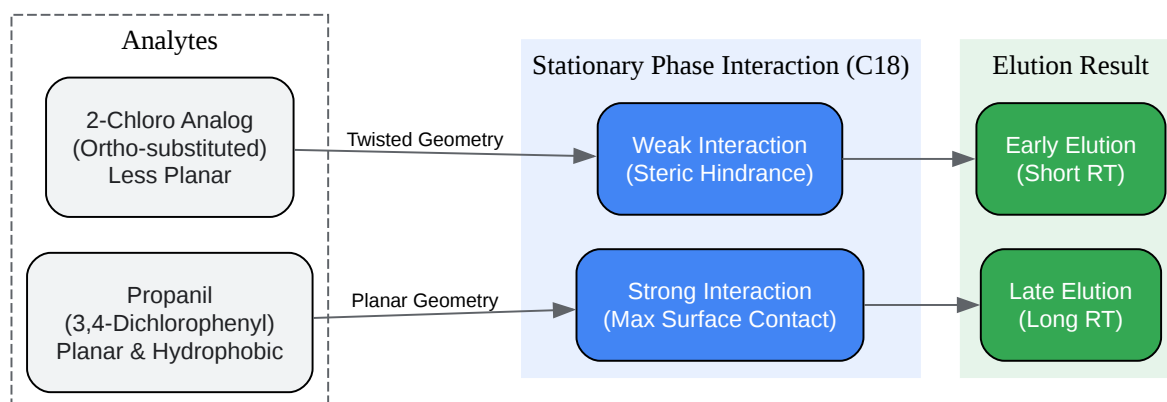 Analytes
2-Chloro Analog
(Ortho-substituted)
Less Planar
Propanil
(3,4-Dichlorophenyl)
Planar & Hydrophobic
Twisted Geometry
Planar Geometry
Stationary Phase Interaction (C18)
Weak Interaction
(Steric Hindrance)
Strong Interaction
(Max Surface Contact)
Elution Result
Early Elution
(Short RT)
Late Elution
(Long RT)